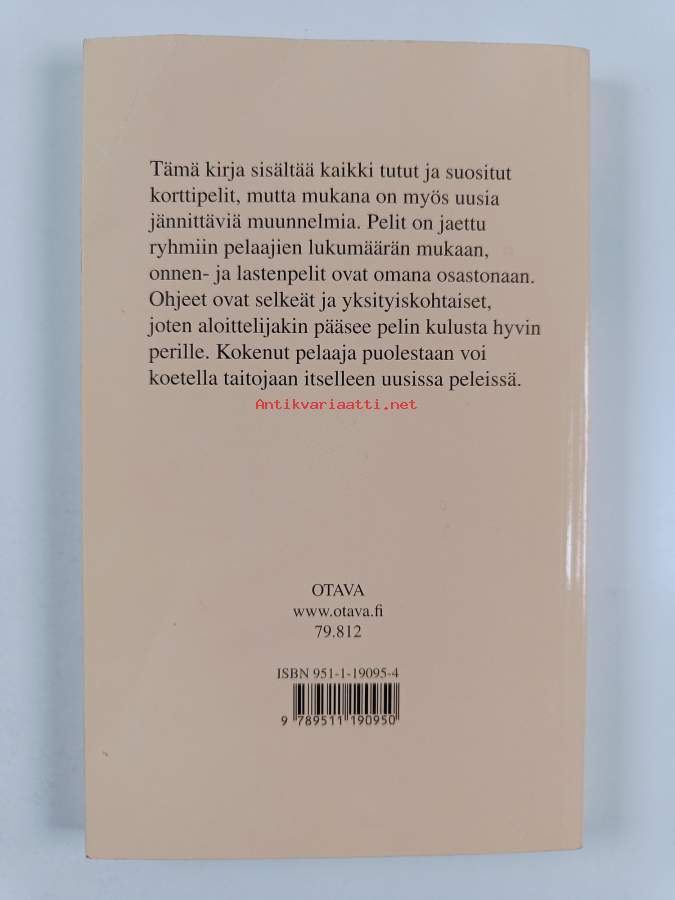 Tämä kirja sisältää kaikki tutut ja suositut
korttipelit, mutta mukana on myös uusia
jännittäviä muunnelmia. Pelit on jaettu
ryhmiin pelaajien lukumäärän mukaan,
onnen- ja lastenpelit ovat omana osastonaan.
Ohjeet ovat selkeät ja yksityiskohtaiset,
joten aloittelijakin pääsee pelin kulusta hyvin
perille. Kokenut pelaaja puolestaan voi
koetella taitojaan itselleen uusissa peleissä.
Antikvariaatti.net
OTAVA
www.otava.fi
79.812
ISBN 951-1-19095-4
9 789511 190950